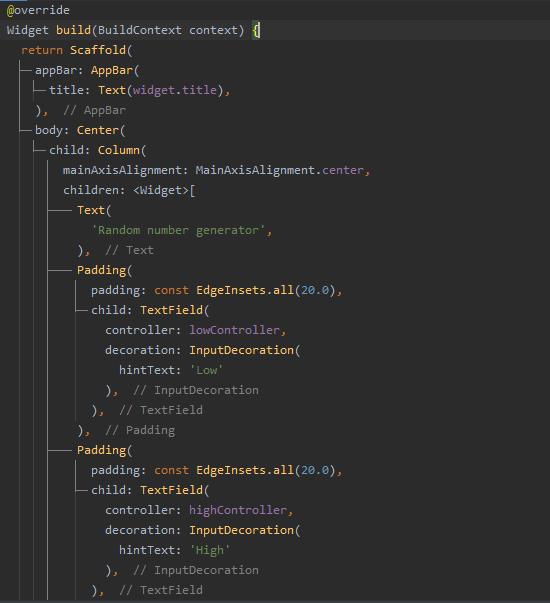 @override
Widget build(BuildContext context) {
return Scaffold(
appBar: AppBar(
title: Text(widget.title),
), // AppBar
body: Center(
child: Column(
mainAxisAlignment: MainAxisAlignment.center,
children: <Widget>[
Text(
'Random number generator',
), // Text
Padding(
padding: const EdgeInsets.all(20.0),
child: TextField(
controller: lowController,
decoration: InputDecoration(
hintText: 'Low'
), // InputDecoration
), // TextField
), // Padding
Padding(
padding: const EdgeInsets.all(20.0),
child: TextField(
controller: highController,
decoration: InputDecoration(
hintText: 'High'
), // InputDecoration
), // TextField